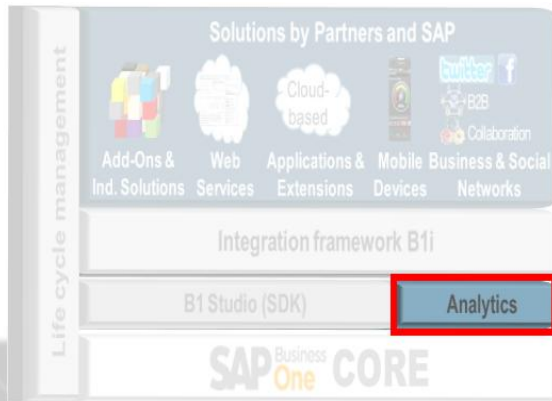 Life cycle management
Solutions by Partners and SAP
Cloud-
based
twitter f
B2B
Collaboration
Add-Ons &
Ind. Solutions
Web
Services
Applications &
Extensions
Mobile
Devices
Business & Social
Networks
Integration framework B1i
B1 Studio (SDK)
Analytics
SAP Business One CORE